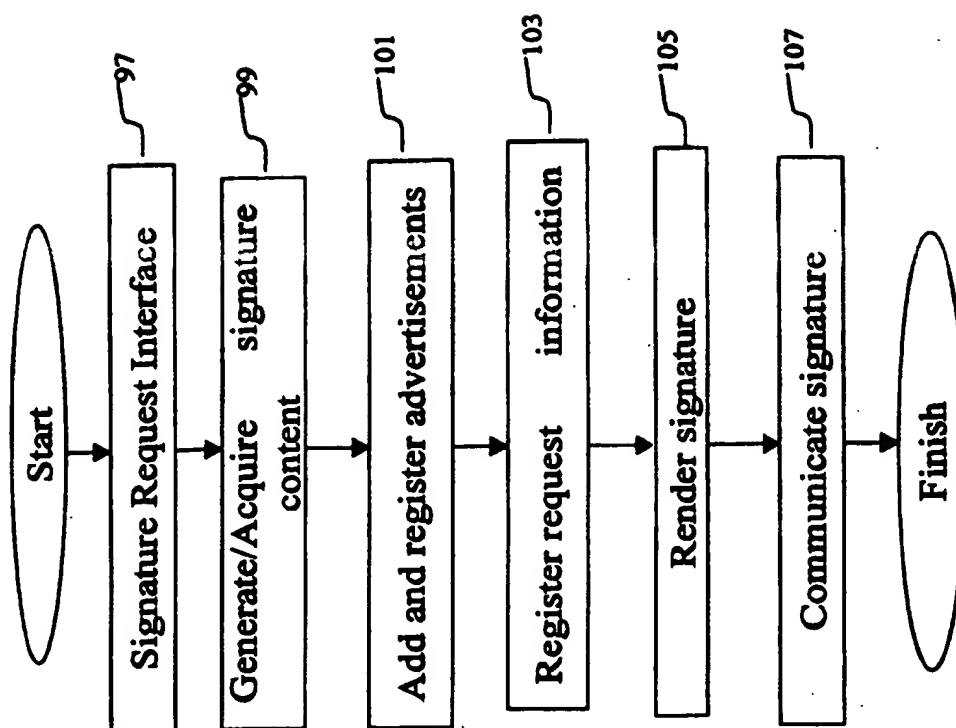 Start
Signature Request Interface
97
Generate/Acquire signature
content
99
Add and register advertisements
101
Register request information
103
Render signature
105
Communicate signature
107
Finish